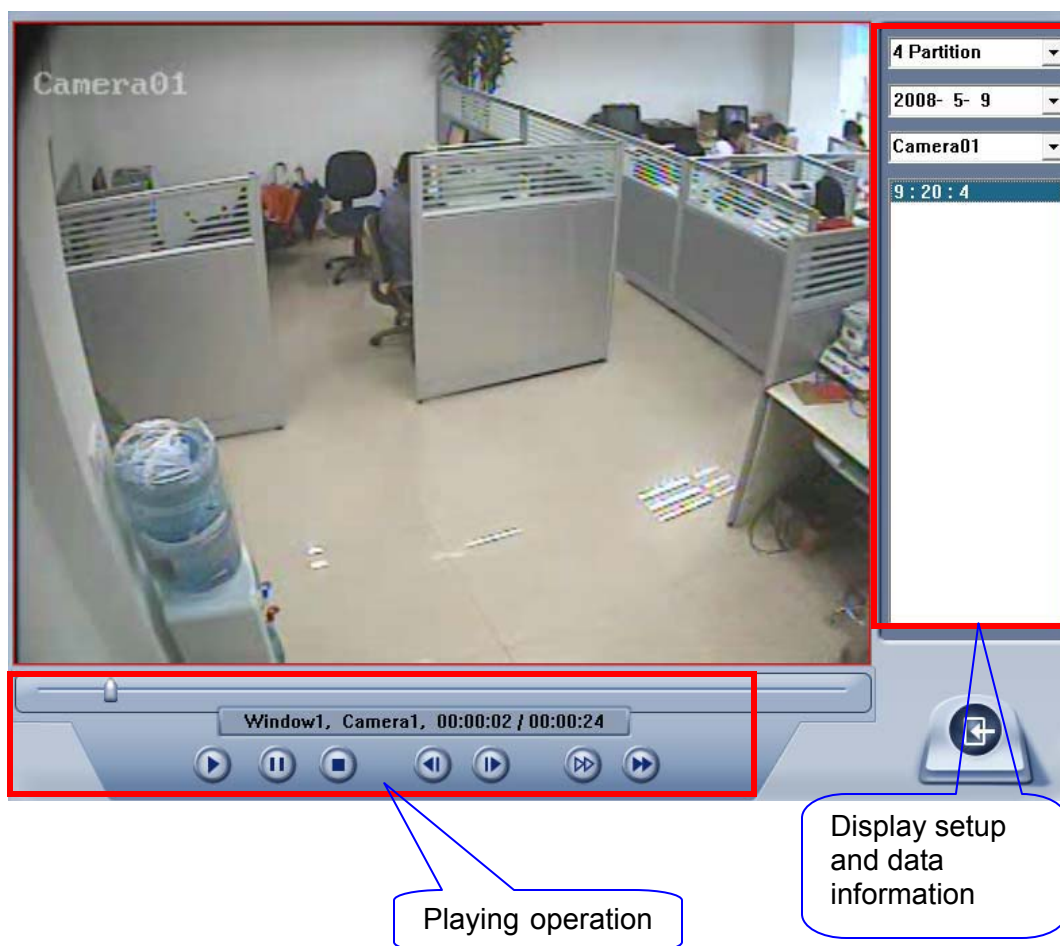 Camera01
4 Partition
2008- 5- 9
Camera01
9 : 20 : 4
Window1, Camera1, 00:00:02 / 00:00:24
Display setup
and data
information
Playing operation